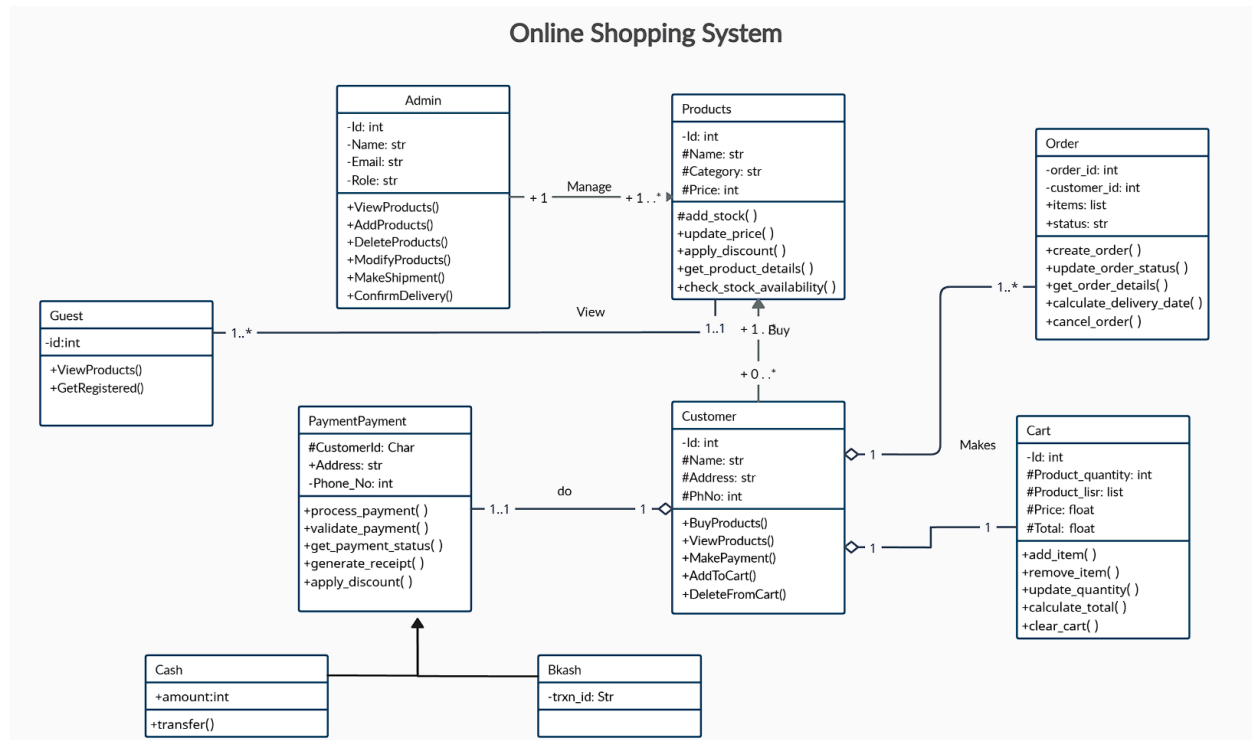 Online Shopping System
Admin
-Id: int
-Name: str
-Email: str
-Role: str
+ViewProducts()
+AddProducts()
+DeleteProducts()
+ModifyProducts()
+MakeShipment()
+ConfirmDelivery()
+ 1
Manage
+ 1 . . *
Products
-Id: int
#Name: str
#Category: str
#Price: int
#add_stock( )
+update_price( )
+apply_discount( )
+get_product_details( )
+check_stock_availability( )
Order
-order_id: int
-customer_id: int
+items: list
+status: str
+create_order( )
+update_order_status( )
+get_order_details( )
+calculate_delivery_date( )
+cancel_order( )
1..*
Guest
-id:int
+ViewProducts()
+GetRegistered()
1..*
View
1..1
+ 1 . .
Buy
+ 0 . . *
PaymentPayment
#CustomerId: Char
+Address: str
-Phone_No: int
+process_payment( )
+validate_payment( )
+get_payment_status( )
+generate_receipt( )
+apply_discount( )
1..1
do
1
Customer
-Id: int
#Name: str
#Address: str
#PhNo: int
+BuyProducts()
+ViewProducts()
+MakePayment()
+AddToCart()
+DeleteFromCart()
1
Makes
1
1
Cart
-Id: int
#Product_quantity: int
#Product_lisr: list
#Price: float
#Total: float
+add_item( )
+remove_item( )
+update_quantity( )
+calculate_total( )
+clear_cart( )
Cash
+amount:int
+transfer()
Bkash
-trxn_id: Str